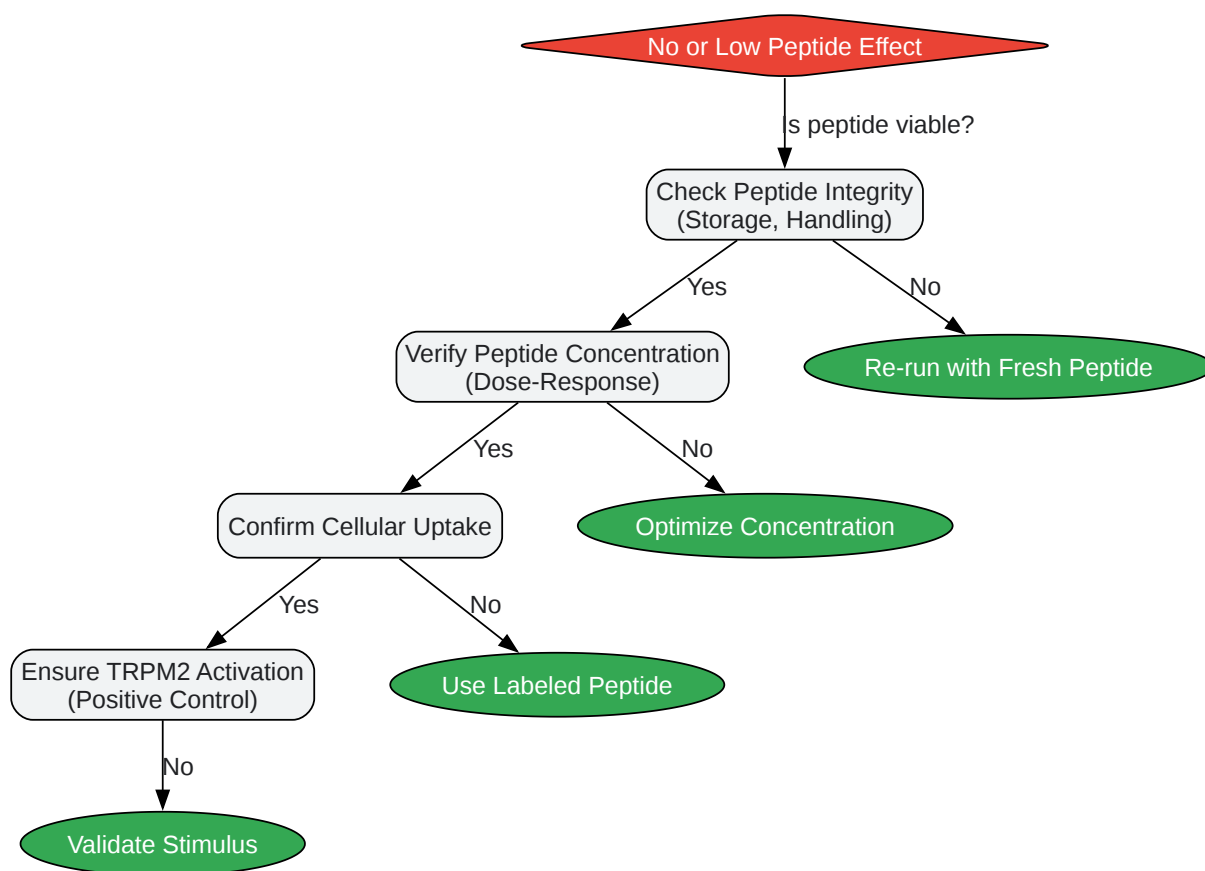 No or Low Peptide Effect
Is peptide viable?
Check Peptide Integrity
(Storage, Handling)
Yes
No
Verify Peptide Concentration
(Dose-Response)
Re-run with Fresh Peptide
Yes
No
Confirm Cellular Uptake
Optimize Concentration
Yes
No
Ensure TRPM2 Activation
(Positive Control)
Use Labeled Peptide
No
Validate Stimulus